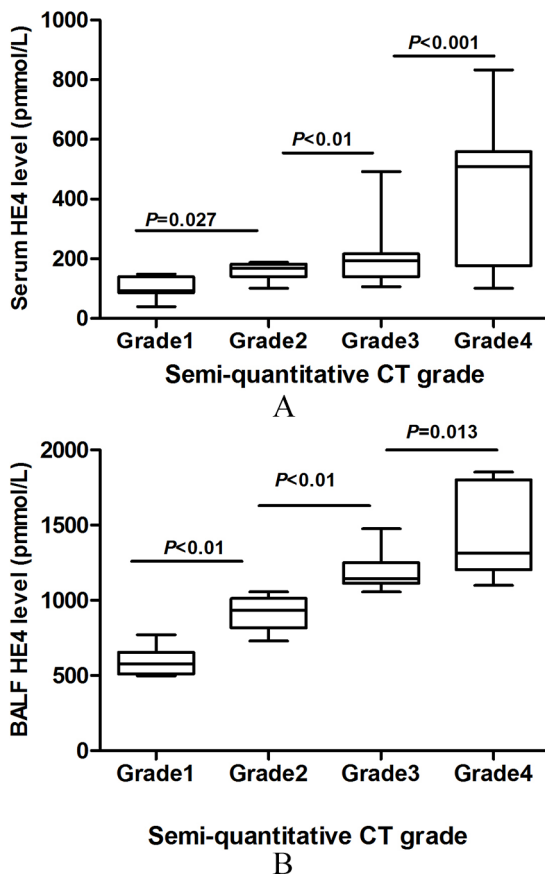 1000
800
600
400
200
0
Serum HE4 level (pmmol/L)
P=0.027
P<0.01
P<0.001
Grade1 Grade2 Grade3 Grade4
Semi-quantitative CT grade
A
2000
1500
1000
500
0
BALF HE4 level (pmmol/L)
P<0.01
P<0.01
P=0.013
Grade1 Grade2 Grade3 Grade4
Semi-quantitative CT grade
B